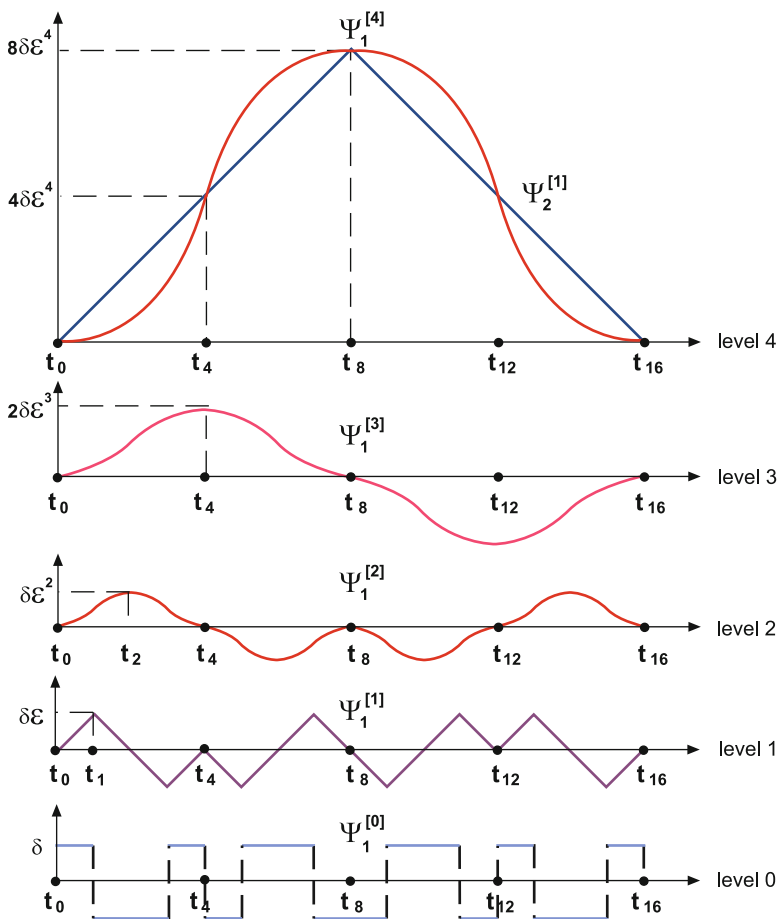 Ψ₁^[4]
8δε⁴
4δε⁴
Ψ₂^[1]
t₀ t₄ t₈ t₁₂ t₁₆ level 4
2δε³
Ψ₁^[3]
t₀ t₄ t₈ t₁₂ t₁₆ level 3
δε²
Ψ₁^[2]
t₀ t₂ t₄ t₈ t₁₂ t₁₆ level 2
δε
Ψ₁^[1]
t₀ t₁ t₄ t₈ t₁₂ t₁₆ level 1
δ
Ψ₁^[0]
t₀ t₄ t₈ t₁₂ t₁₆ level 0